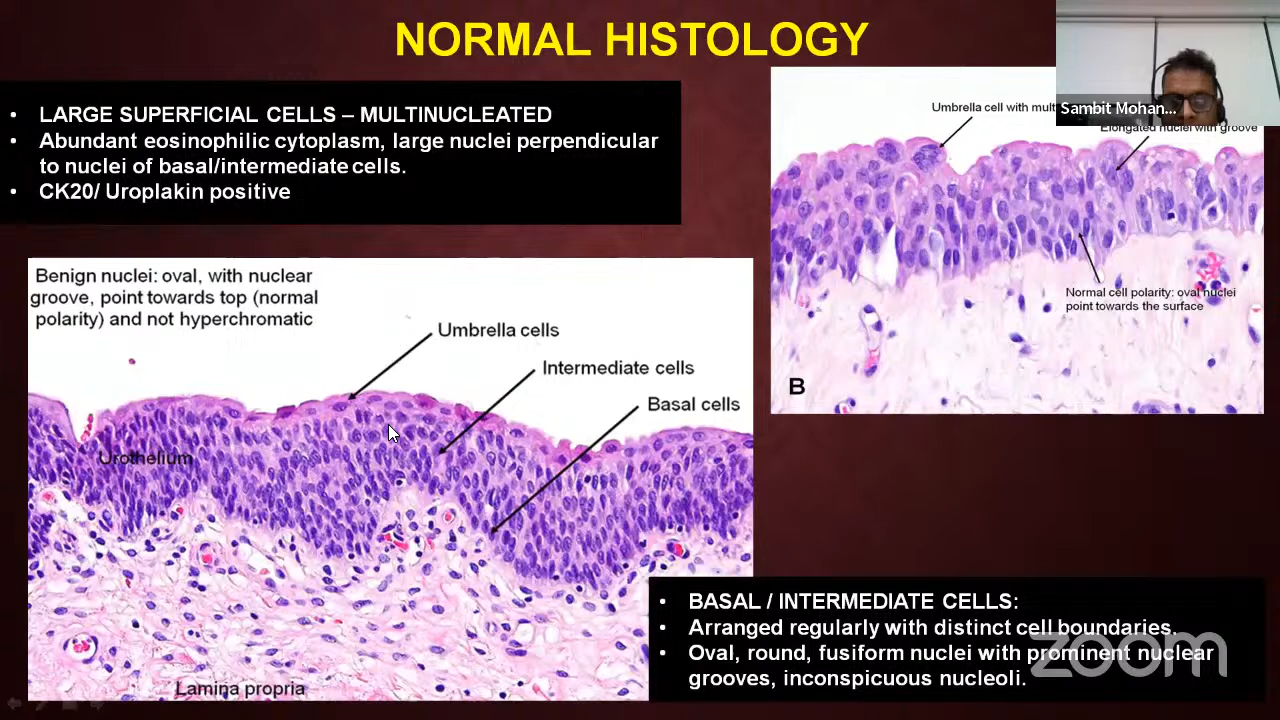 NORMAL HISTOLOGY
• LARGE SUPERFICIAL CELLS – MULTINUCLEATED
• Abundant eosinophilic cytoplasm, large nuclei perpendicular
to nuclei of basal/intermediate cells.
• CK20/ Uroplakin positive
Umbrella cell with mult
Sambit Mohan...
Elongated nuclei with groove
Normal cell polarity: oval nuclei
point towards the surface
B
Benign nuclei: oval, with nuclear
groove, point towards top (normal
polarity) and not hyperchromatic
Umbrella cells
Intermediate cells
Basal cells
Urothelium
Lamina propria
• BASAL / INTERMEDIATE CELLS:
• Arranged regularly with distinct cell boundaries.
• Oval, round, fusiform nuclei with prominent nuclear
grooves, inconspicuous nucleoli.
zoom